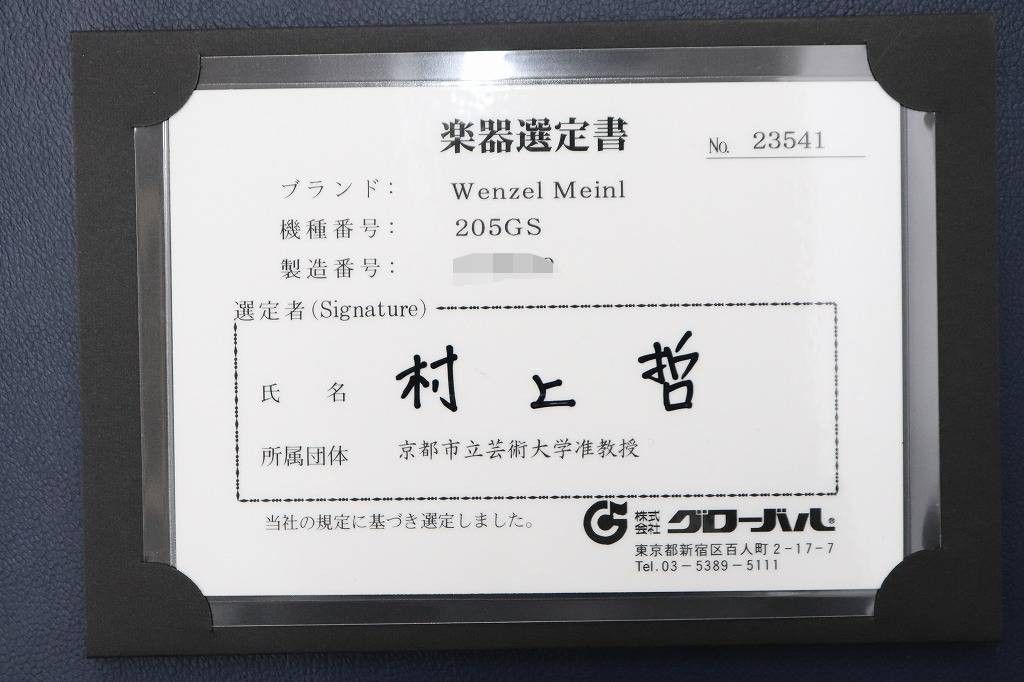 楽器選定書
No. 23541
ブランド: Wenzel Meinl
機種番号: 205GS
製造番号:
選定者(Signature)
氏 名 村上 哲
所属団体 京都市立芸術大学准教授
当社の規定に基づき選定しました。
株式会社 グローバル®
東京都新宿区百人町2-17-7
Tel.03-5389-5111